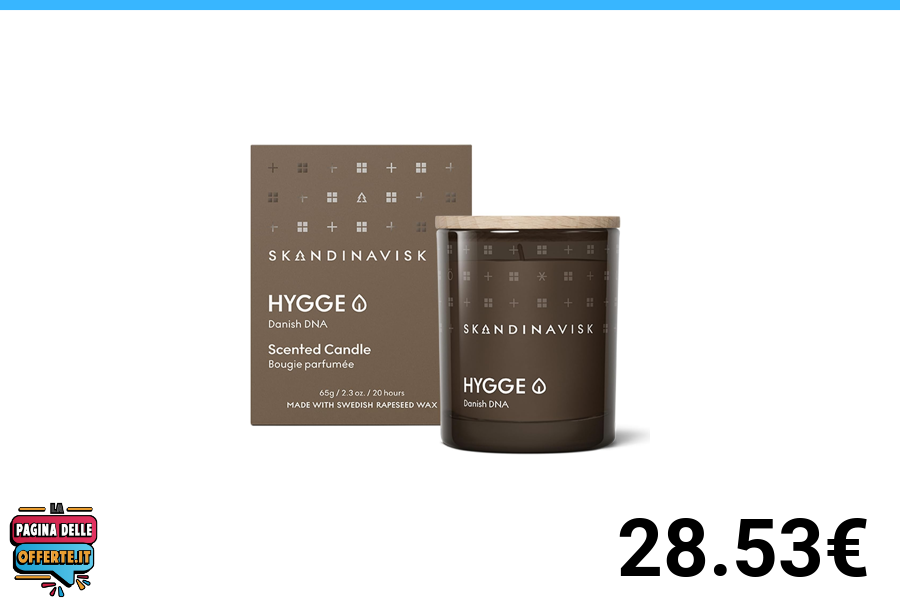 SKANDINAVISK
HYGGE
Danish DNA
Scented Candle
Bougie parfumée
65g / 2.3 oz. / 20 hours
MADE WITH SWEDISH RAPESEED WAX
SKANDINAVISK
HYGGE
Danish DNA
LA
PAGINA DELLE
OFFERTE.IT
28.53€